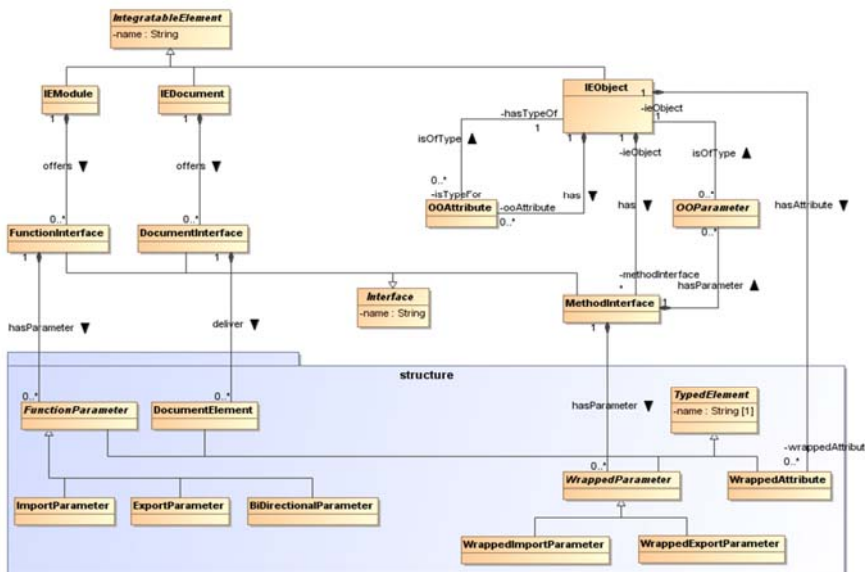 IntegratableElement
-name : String
IEModule
IEDocument
IEObject
1
1
1
1
-ieObject
1
-hasTypeOf
1
1
-ieObject
isOfType ▲
isOfType ▲
offers ▼
offers ▼
0..*
-isTypeFor
has ▼
has ▼
0..*
hasAttribute ▼
0..*
0..*
OOAttribute
-ooAttribute
0..*
OOParameter
0..*
FunctionInterface
DocumentInterface
1
1
-methodInterface
*
hasParameter ▲
Interface
-name : String
MethodInterface
1
1
hasParameter ▼
deliver ▼
structure
0..*
0..*
FunctionParameter
DocumentElement
hasParameter ▼
TypedElement
-name : String [1]
-wrappedAttribut
0..*
0..*
WrappedParameter
WrappedAttribute
ImportParameter
ExportParameter
BiDirectionalParameter
WrappedImportParameter
WrappedExportParameter